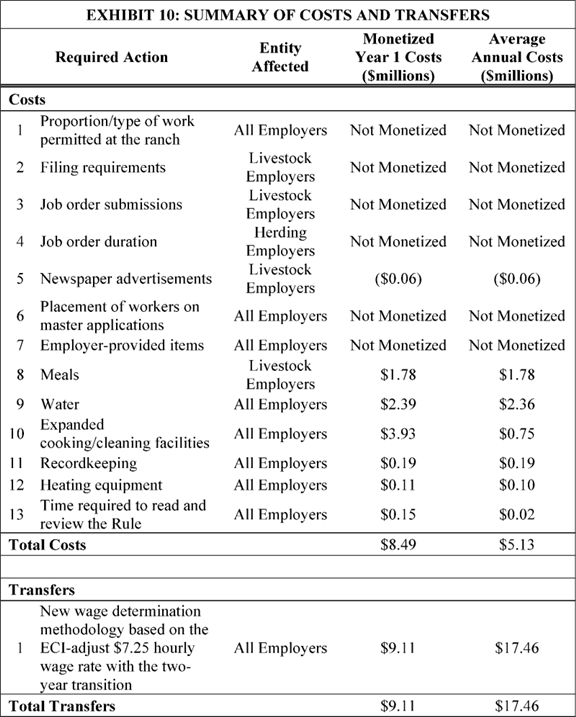 EXHIBIT 10: SUMMARY OF COSTS AND TRANSFERS
Required Action Entity Affected Monetized Year 1 Costs ($millions) Average Annual Costs ($millions)
Costs
1 Proportion/type of work permitted at the ranch All Employers Not Monetized Not Monetized
2 Filing requirements Livestock Employers Not Monetized Not Monetized
3 Job order submissions Livestock Employers Not Monetized Not Monetized
4 Job order duration Herding Employers Not Monetized Not Monetized
5 Newspaper advertisements Livestock Employers ($0.06) ($0.06)
6 Placement of workers on master applications All Employers Not Monetized Not Monetized
7 Employer-provided items All Employers Not Monetized Not Monetized
8 Meals Livestock Employers $1.78 $1.78
9 Water All Employers $2.39 $2.36
10 Expanded cooking/cleaning facilities All Employers $3.93 $0.75
11 Recordkeeping All Employers $0.19 $0.19
12 Heating equipment All Employers $0.11 $0.10
13 Time required to read and review the Rule All Employers $0.15 $0.02
Total Costs $8.49 $5.13
Transfers
1 New wage determination methodology based on the ECI-adjust $7.25 hourly wage rate with the two-year transition All Employers $9.11 $17.46
Total Transfers $9.11 $17.46